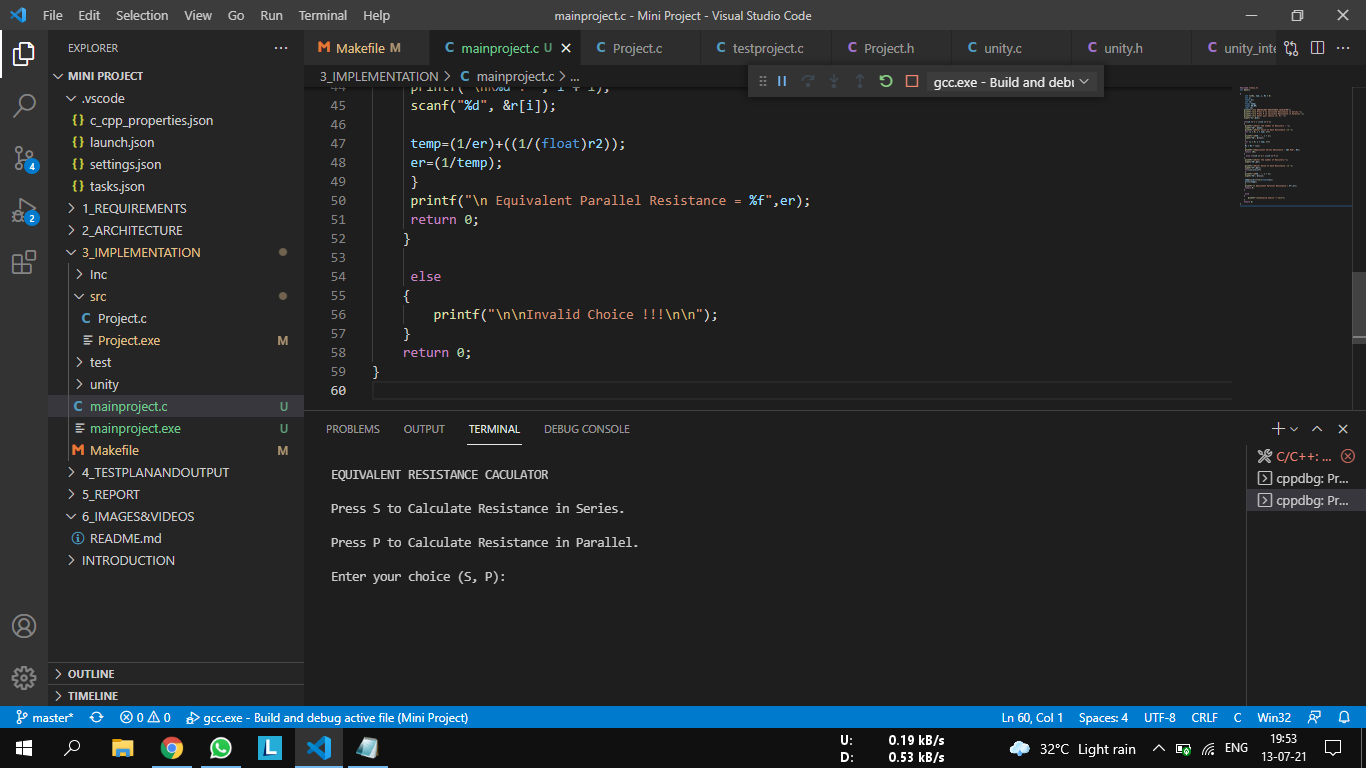 File Edit Selection View Go Run Terminal Help mainproject.c - Mini Project - Visual Studio Code
EXPLORER
MINI PROJECT
.vscode
c_cpp_properties.json
launch.json
settings.json
tasks.json
1_REQUIREMENTS
2_ARCHITECTURE
3_IMPLEMENTATION
Inc
src
C Project.c
Project.exe M
test
unity
C mainproject.c U
mainproject.exe U
M Makefile M
4_TESTPLANANDOUTPUT
5_REPORT
6_IMAGES&VIDEOS
README.md
INTRODUCTION
OUTLINE
TIMELINE
4
2
M Makefile M C mainproject.c U C Project.c C testproject.c C Project.h C unity.c C unity.h C unity_inte
3_IMPLEMENTATION > C mainproject.c > ...
gcc.exe - Build and debu
44 printf("\nR%d : ", i + 1);
45 scanf("%d", &r[i]);
46
47 temp=(1/er)+((1/(float)r2));
48 er=(1/temp);
49 }
50 printf("\n Equivalent Parallel Resistance = %f",er);
51 return 0;
52 }
53
54 else
55 {
56 printf("\n\nInvalid Choice !!!\n\n");
57 }
58 return 0;
59 }
60
PROBLEMS OUTPUT TERMINAL DEBUG CONSOLE
EQUIVALENT RESISTANCE CACULATOR
Press S to Calculate Resistance in Series.
Press P to Calculate Resistance in Parallel.
Enter your choice (S, P):
C/C++: ...
cppdbg: Pr...
cppdbg: Pr...
master* 0 0 gcc.exe - Build and debug active file (Mini Project) Ln 60, Col 1 Spaces: 4 UTF-8 CRLF C Win32
L
U: 0.19 kB/s
D: 0.53 kB/s
32°C Light rain
ENG
19:53
13-07-21